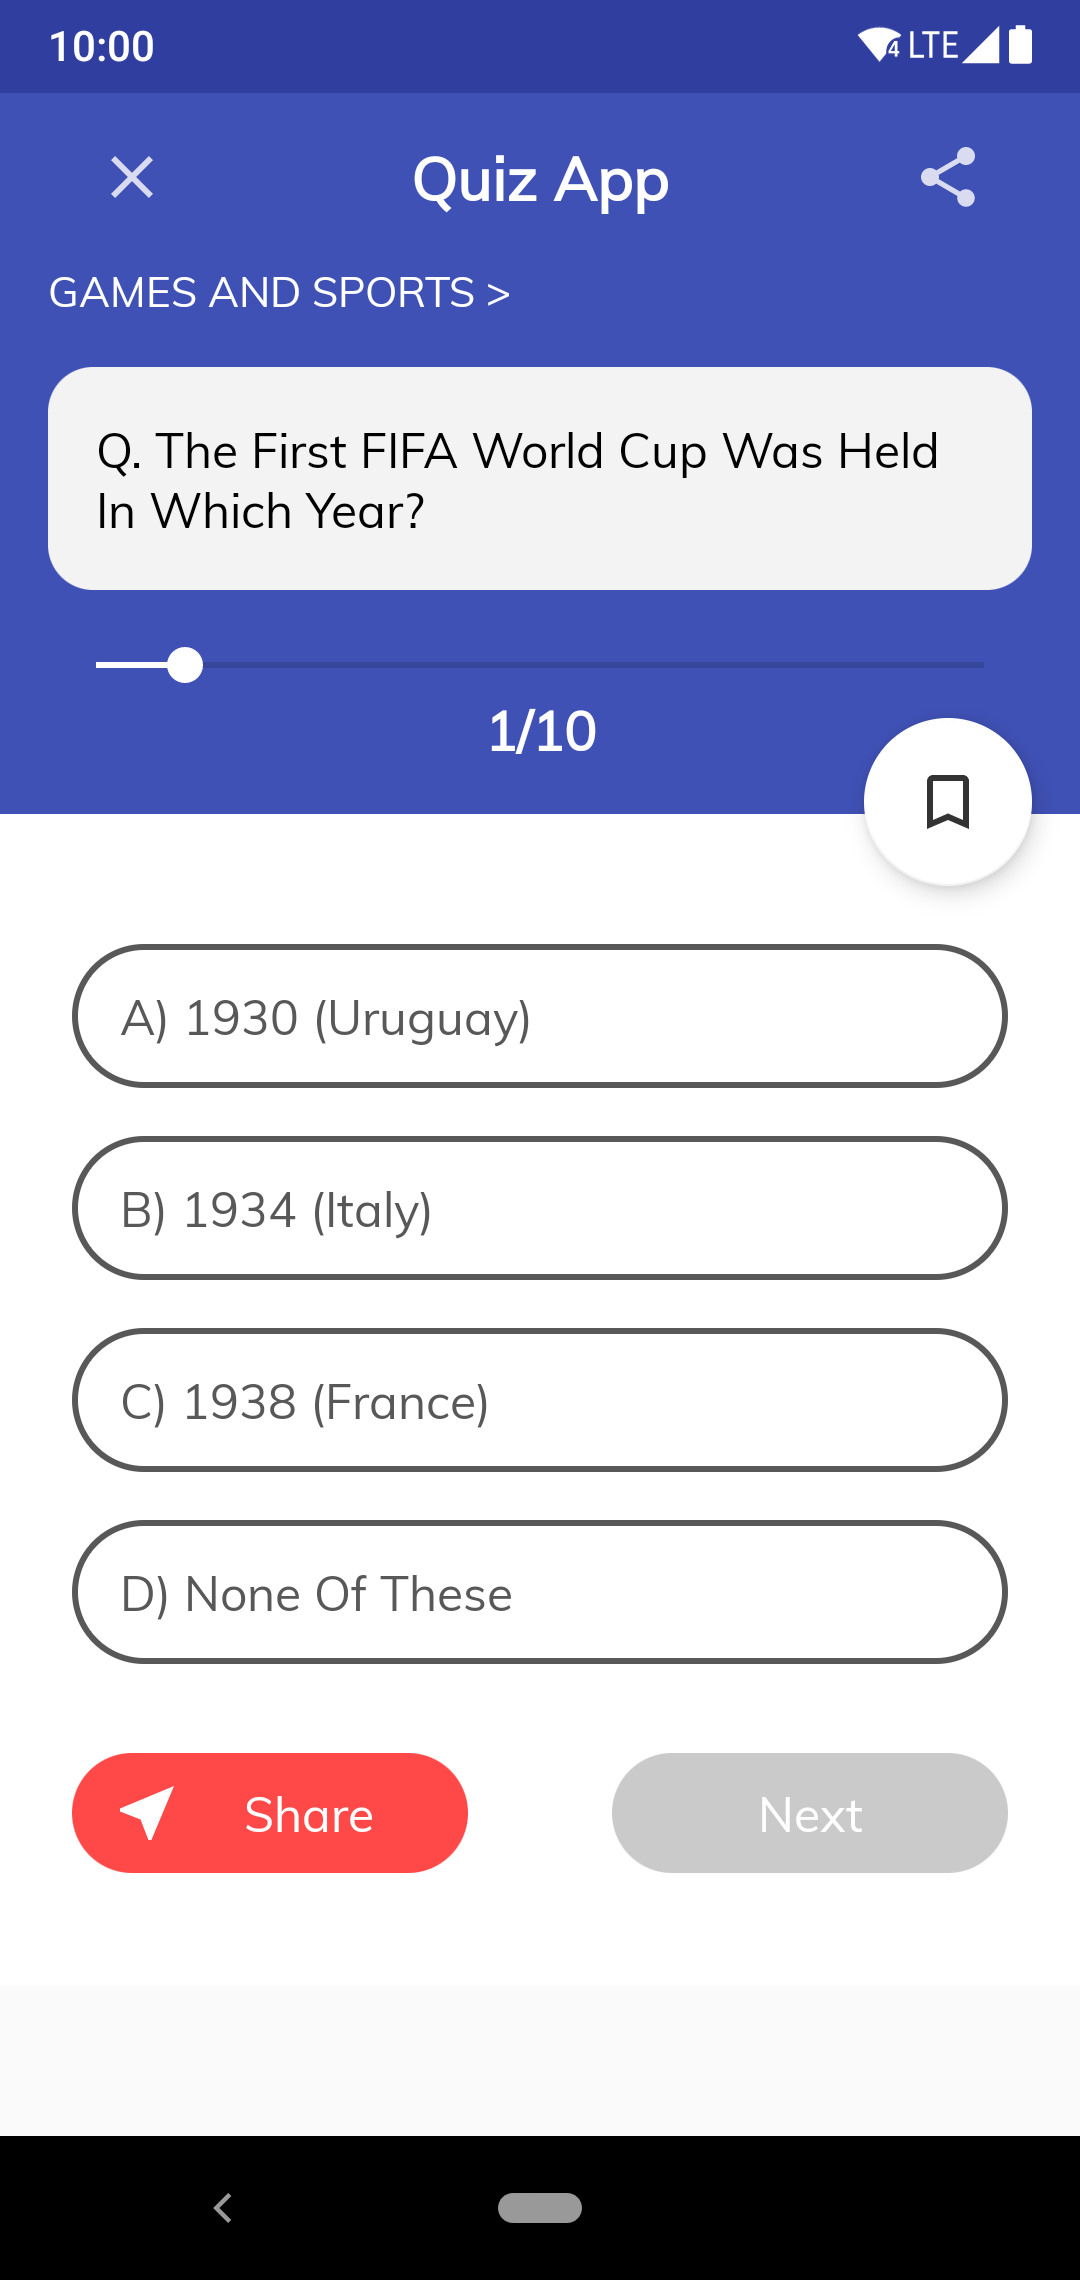 10:00
4 LTE
Quiz App
GAMES AND SPORTS >
Q. The First FIFA World Cup Was Held
In Which Year?
1/10
A) 1930 (Uruguay)
B) 1934 (Italy)
C) 1938 (France)
D) None Of These
Share
Next